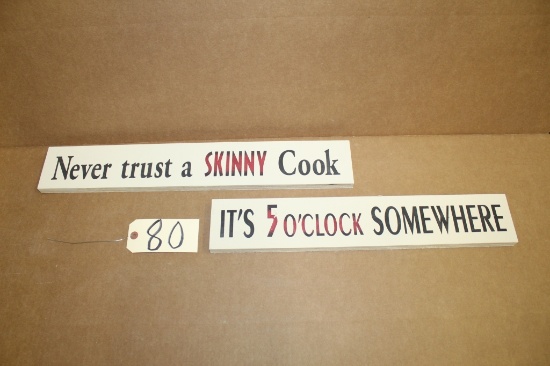 Never trust a SKINNY Cook
IT'S 5 O'CLOCK SOMEWHERE
80